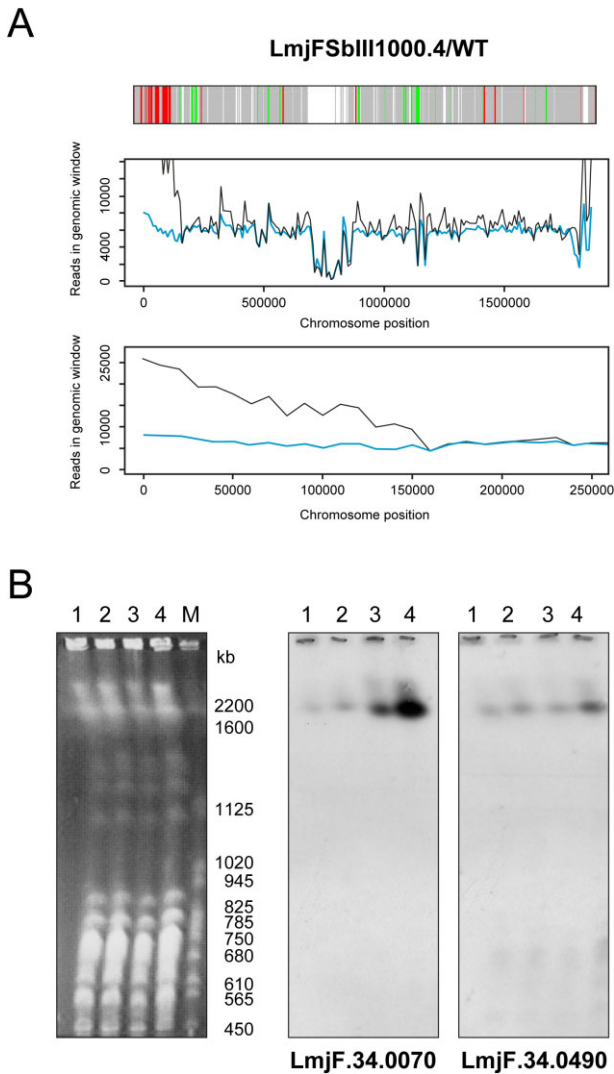 A
LmjFSbIII1000.4/WT
Reads in genomic window
0 4000 10000
0 500000 1000000 1500000
Chromosome position
Reads in genomic window
0 10000 25000
0 50000 100000 150000 200000 250000
Chromosome position
B
1 2 3 4 M
kb
2200
1600
1125
1020
945
825
785
750
680
610
565
450
1 2 3 4
LmjF.34.0070
1 2 3 4
LmjF.34.0490